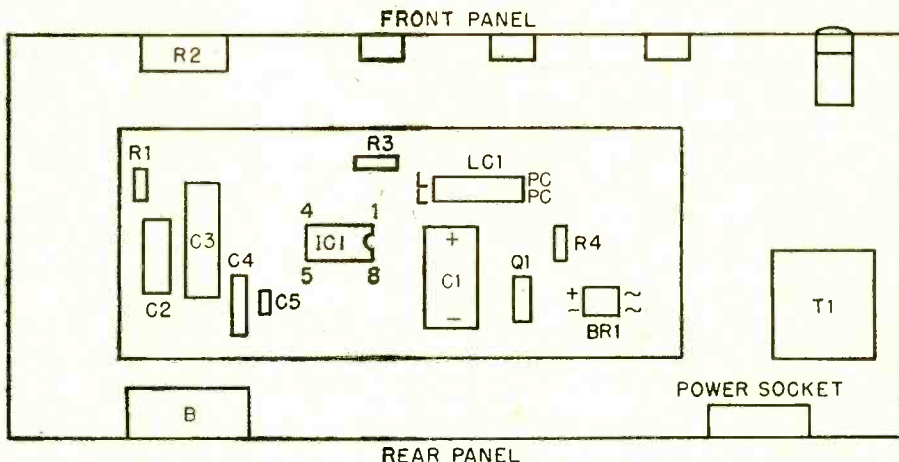 FRONT PANEL
R2
R1
R3
LC1
L PC
L PC
4 1
IC1
5 8
C3
C4
C5
C2
+
C1
-
R4
Q1
+ ~
- ~
BR1
T1
POWER SOCKET
B
REAR PANEL